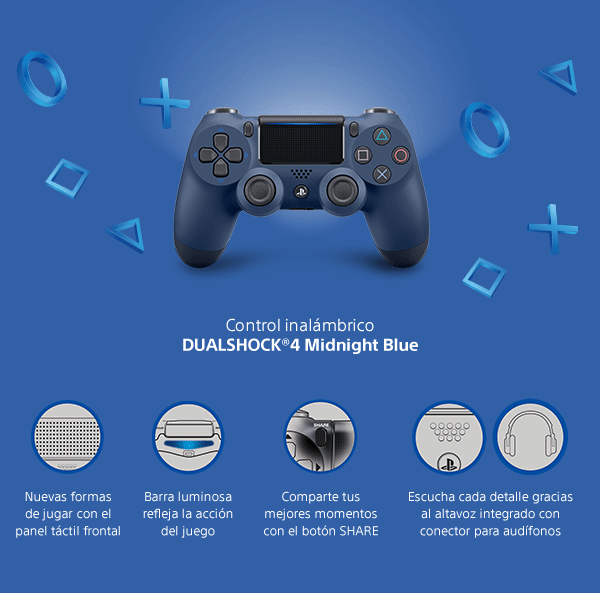 Control inalámbrico
DUALSHOCK®4 Midnight Blue
SHARE
Nuevas formas
de jugar con el
panel táctil frontal
Barra luminosa
refleja la acción
del juego
Comparte tus
mejores momentos
con el botón SHARE
Escucha cada detalle gracias
al altavoz integrado con
conector para audífonos